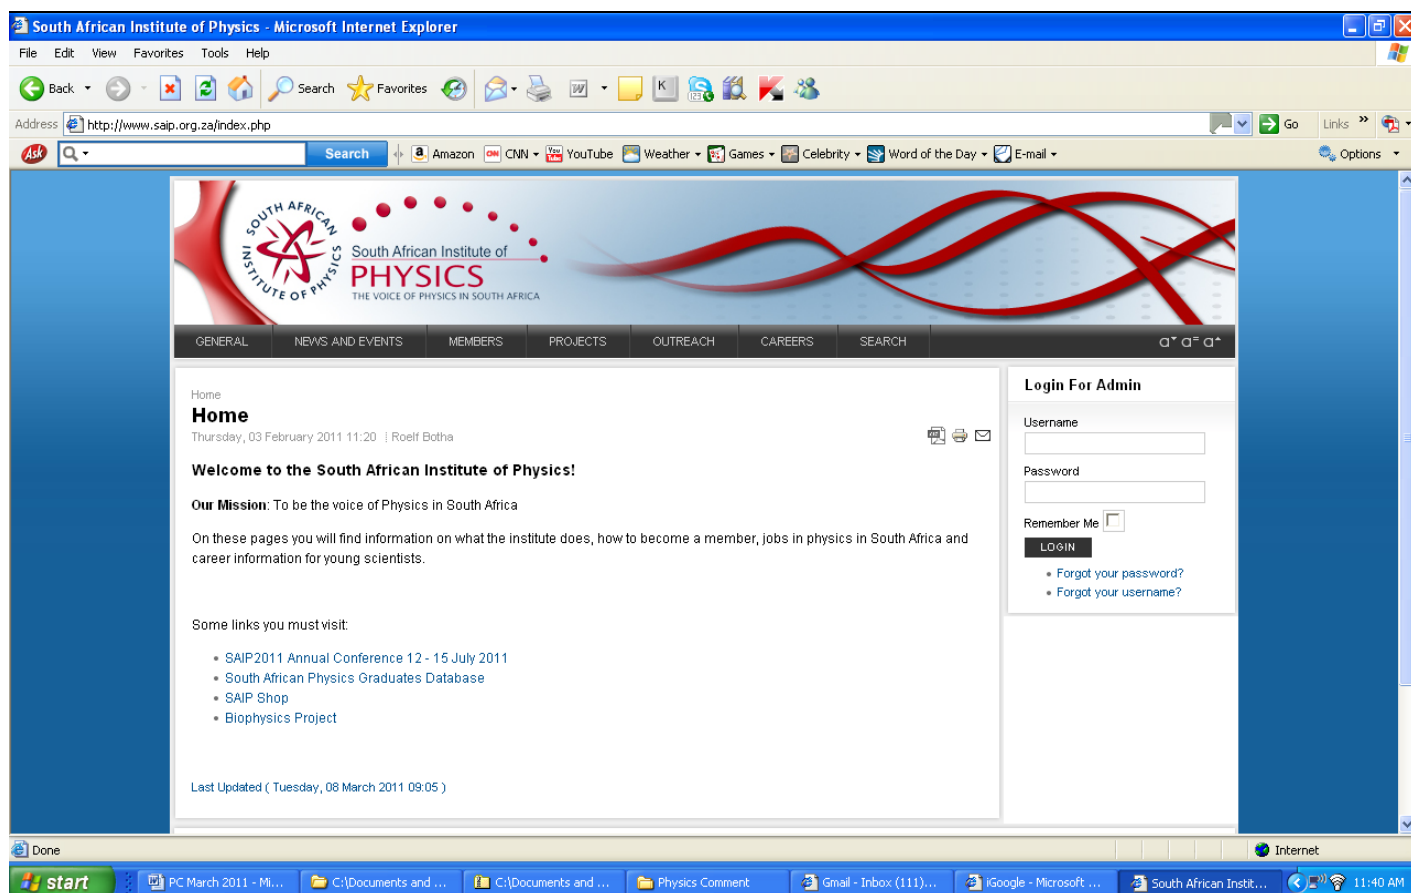 South African Institute of Physics - Microsoft Internet Explorer
File Edit View Favorites Tools Help
Back Search Favorites
Address http://www.saip.org.za/index.php Go Links
Ask Search Amazon CNN YouTube Weather Games Celebrity Word of the Day E-mail Options
SOUTH AFRICAN INSTITUTE OF PHYSICS
South African Institute of
PHYSICS
THE VOICE OF PHYSICS IN SOUTH AFRICA
GENERAL NEWS AND EVENTS MEMBERS PROJECTS OUTREACH CAREERS SEARCH a a= a
Home
Home
Thursday, 03 February 2011 11:20 | Roelf Botha
Welcome to the South African Institute of Physics!
Our Mission: To be the voice of Physics in South Africa
On these pages you will find information on what the institute does, how to become a member, jobs in physics in South Africa and
career information for young scientists.
Some links you must visit:
SAIP2011 Annual Conference 12 - 15 July 2011
South African Physics Graduates Database
SAIP Shop
Biophysics Project
Last Updated ( Tuesday, 08 March 2011 09:05 )
Login For Admin
Username
Password
Remember Me
LOGIN
Forgot your password?
Forgot your username?
Done Internet
start PC March 2011 - Mi... C:\Documents and ... C:\Documents and ... Physics Comment Gmail - Inbox (111)... iGoogle - Microsoft ... South African Instit... 11:40 AM